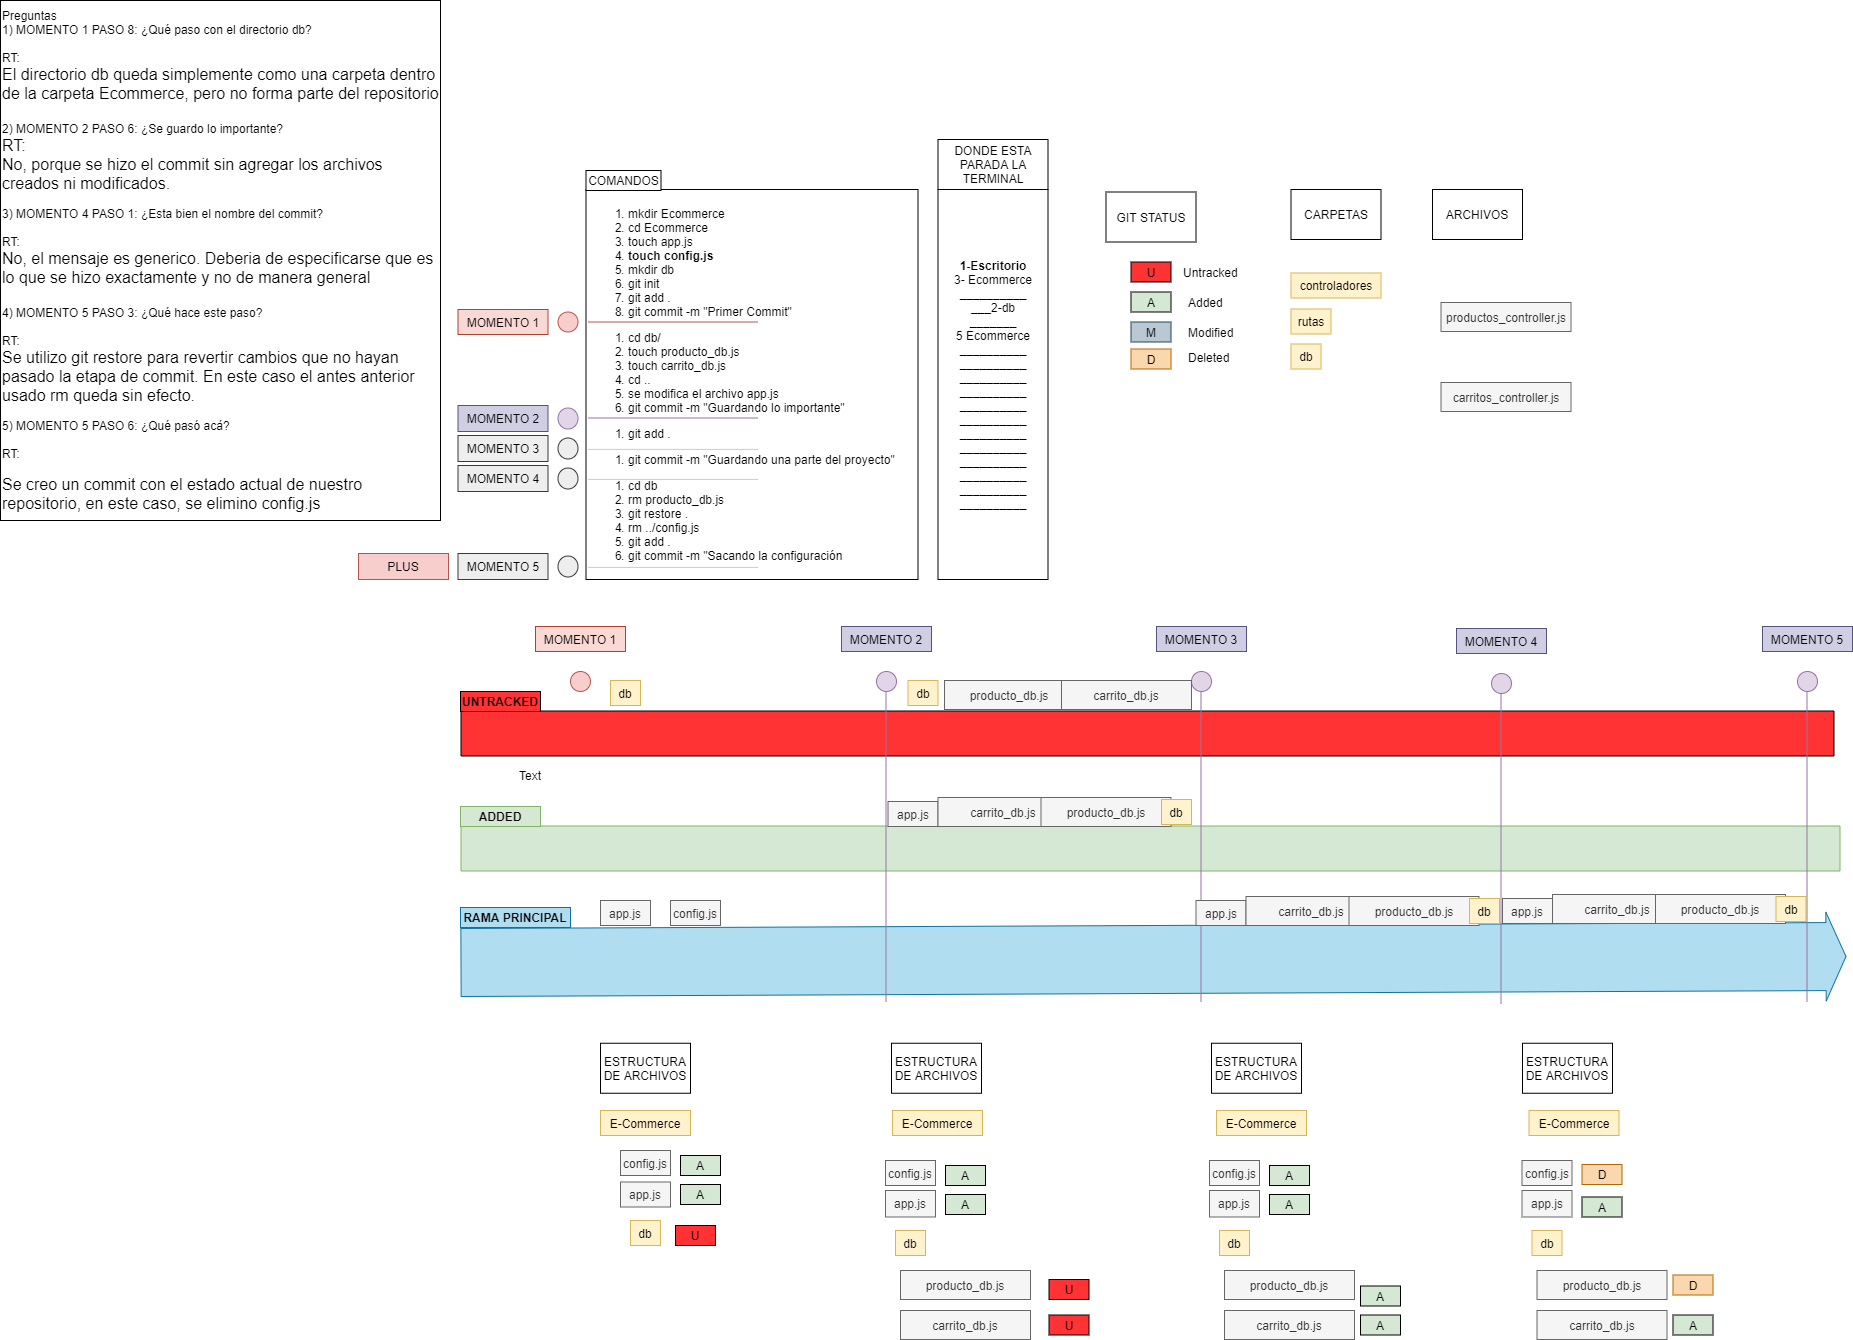 Preguntas
1) MOMENTO 1 PASO 8: ¿Qué paso con el directorio db?
RT:
El directorio db queda simplemente como una carpeta dentro
de la carpeta Ecommerce, pero no forma parte del repositorio
2) MOMENTO 2 PASO 6: ¿Se guardo lo importante?
RT:
No, porque se hizo el commit sin agregar los archivos
creados ni modificados.
3) MOMENTO 4 PASO 1: ¿Esta bien el nombre del commit?
RT:
No, el mensaje es generico. Deberia de especificarse que es
lo que se hizo exactamente y no de manera general
4) MOMENTO 5 PASO 3: ¿Qué hace este paso?
RT:
Se utilizo git restore para revertir cambios que no hayan
pasado la etapa de commit. En este caso el antes anterior
usado rm queda sin efecto.
5) MOMENTO 5 PASO 6: ¿Qué pasó acá?
RT:
Se creo un commit con el estado actual de nuestro
repositorio, en este caso, se elimino config.js
PLUS
MOMENTO 1
MOMENTO 2
MOMENTO 3
MOMENTO 4
MOMENTO 5
COMANDOS
1. mkdir Ecommerce
2. cd Ecommerce
3. touch app.js
4. touch config.js
5. mkdir db
6. git init
7. git add .
8. git commit -m "Primer Commit"
1. cd db/
2. touch producto_db.js
3. touch carrito_db.js
4. cd ..
5. se modifica el archivo app.js
6. git commit -m "Guardando lo importante"
1. git add .
1. git commit -m "Guardando una parte del proyecto"
1. cd db
2. rm producto_db.js
3. git restore .
4. rm ../config.js
5. git add .
6. git commit -m "Sacando la configuración
DONDE ESTA
PARADA LA
TERMINAL
1-Escritorio
3- Ecommerce
__________
___2-db
_______
5 Ecommerce
__________
__________
__________
__________
__________
__________
__________
__________
__________
__________
__________
__________
GIT STATUS
U Untracked
A Added
M Modified
D Deleted
CARPETAS
controladores
rutas
db
ARCHIVOS
productos_controller.js
carritos_controller.js
MOMENTO 1 MOMENTO 2 MOMENTO 3 MOMENTO 4 MOMENTO 5
UNTRACKED db db producto_db.js carrito_db.js
Text
ADDED app.js carrito_db.js producto_db.js db
RAMA PRINCIPAL app.js config.js app.js carrito_db.js producto_db.js db app.js carrito_db.js producto_db.js db
ESTRUCTURA
DE ARCHIVOS
E-Commerce
config.js A
app.js A
db U
ESTRUCTURA
DE ARCHIVOS
E-Commerce
config.js A
app.js A
db
producto_db.js U
carrito_db.js U
ESTRUCTURA
DE ARCHIVOS
E-Commerce
config.js A
app.js A
db
producto_db.js A
carrito_db.js A
ESTRUCTURA
DE ARCHIVOS
E-Commerce
config.js D
app.js A
db
producto_db.js D
carrito_db.js A